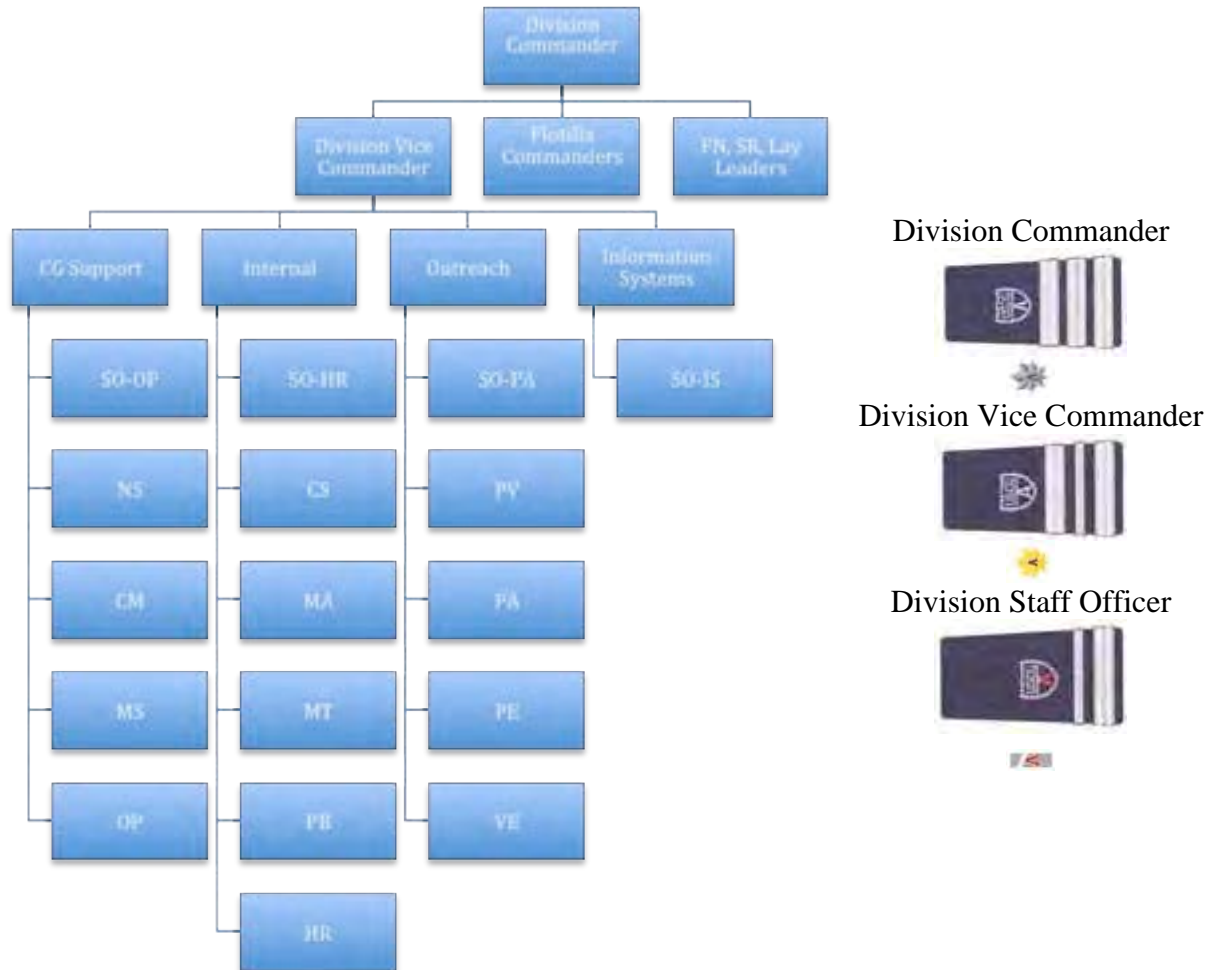 Division
Commander
Division Vice
Commander
Flotilla
Commanders
FN, SR, Lay
Leaders
CG Support
Internal
Outreach
Information
Systems
SO-OP
SO-HR
SO-PA
SO-IS
NS
CS
PV
CM
MA
PA
MS
MT
PE
OP
PB
VE
HR
Division Commander
Division Vice Commander
Division Staff Officer